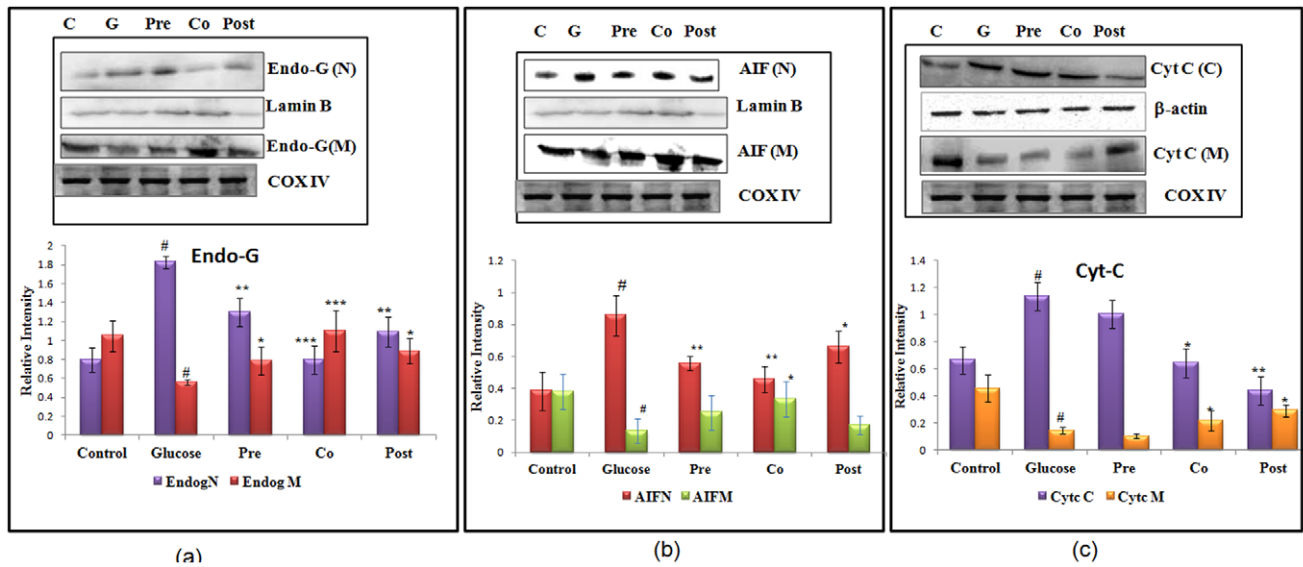 C G Pre Co Post
Endo-G (N)
Lamin B
Endo-G(M)
COX IV
Endo-G
Relative Intensity
2
1.8
1.6
1.4
1.2
1
0.8
0.6
0.4
0.2
0
#
#
**
*
***
***
**
*
Control Glucose Pre Co Post
EndogN Endog M
(a)
C G Pre Co Post
AIF (N)
Lamin B
AIF (M)
COX IV
Relative Intensity
1.2
1
0.8
0.6
0.4
0.2
0
#
#
**
**
*
*
Control Glucose Pre Co Post
AIFN AIFM
(b)
C G Pre Co Post
Cyt C (C)
β-actin
Cyt C (M)
COX IV
Cyt-C
Relative Intensity
1.4
1.2
1
0.8
0.6
0.4
0.2
0
#
#
*
*
**
*
Control Glucose Pre Co Post
Cytc C Cytc M
(c)